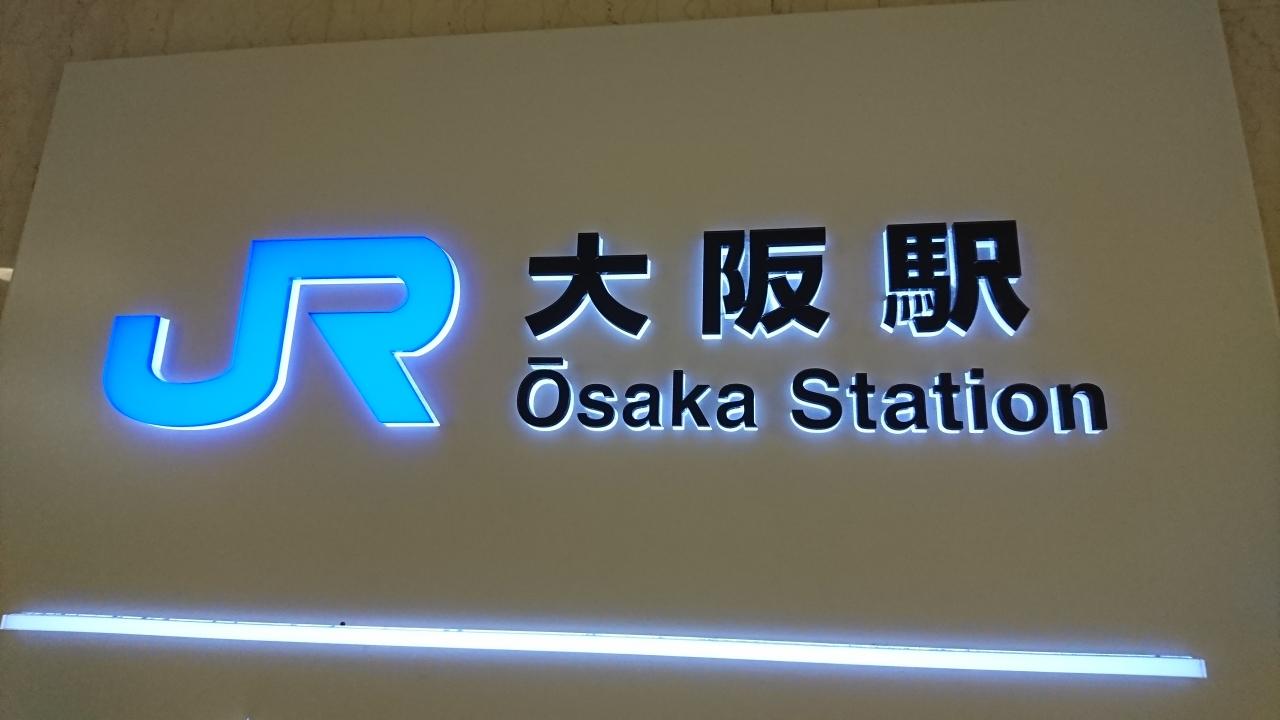 JR 大阪駅
Ōsaka Station